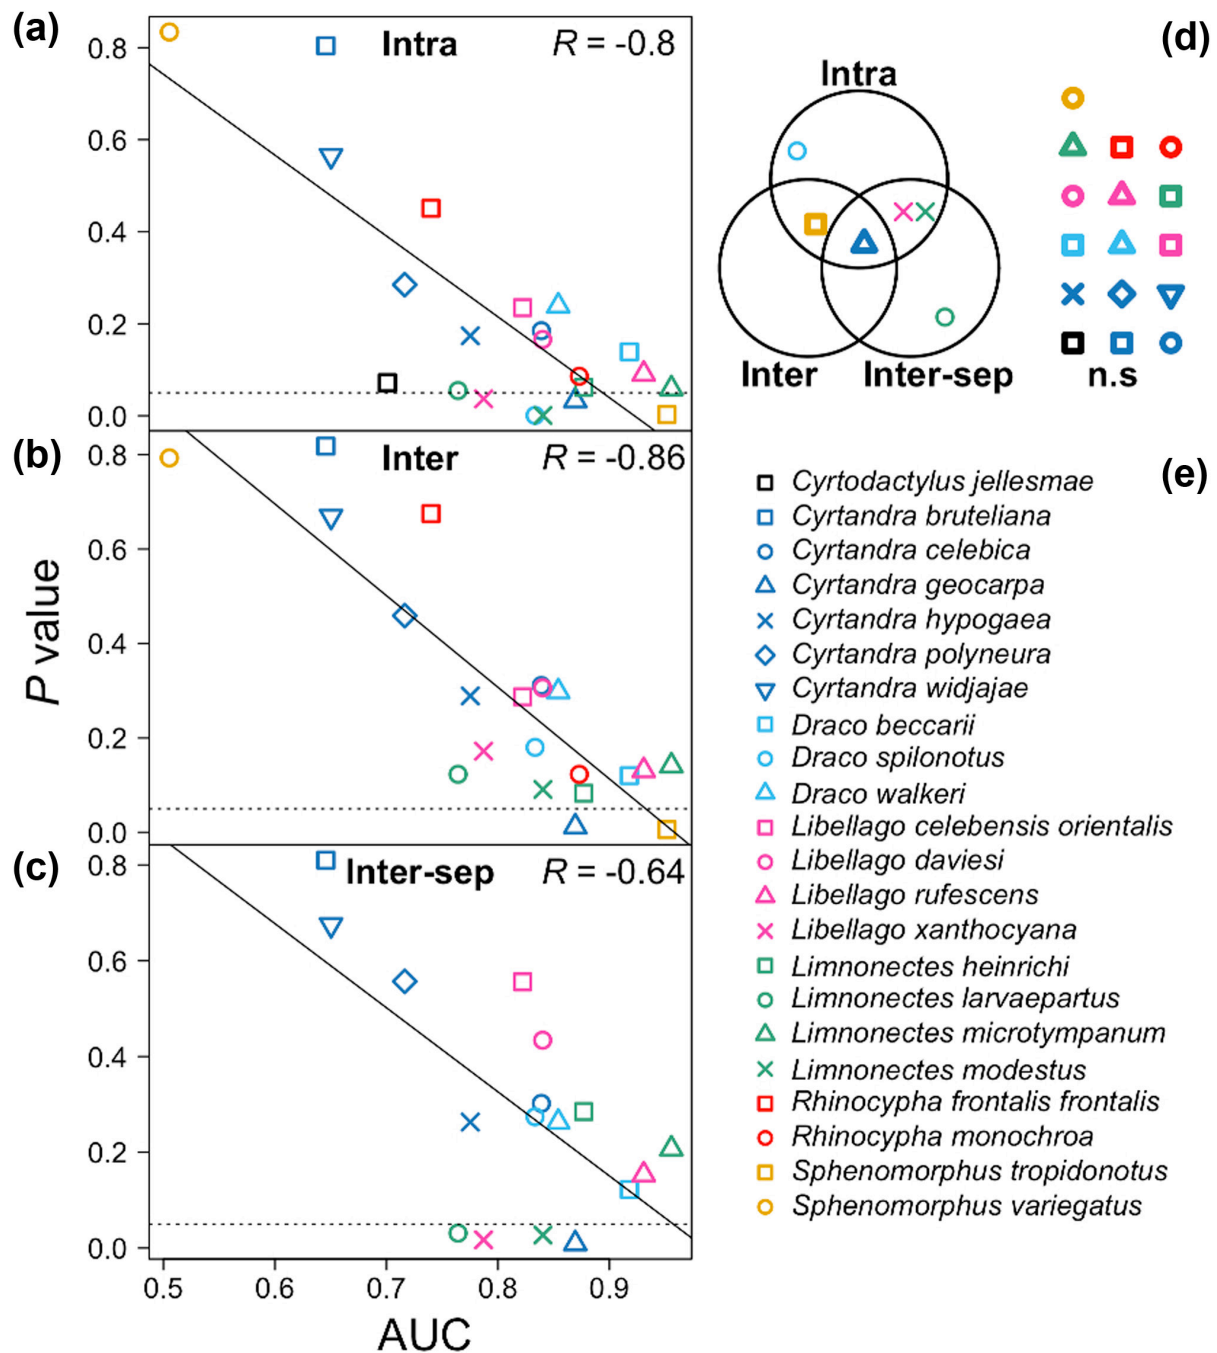 (a)
Intra
R = -0.8
0.8
0.6
0.4
0.2
0.0
(b)
Inter
R = -0.86
0.8
0.6
0.4
0.2
0.0
P value
(c)
Inter-sep
R = -0.64
0.8
0.6
0.4
0.2
0.0
0.5 0.6 0.7 0.8 0.9
AUC
(d)
Intra
Inter
Inter-sep
n.s
(e)
Cyrtodactylus jellesmae
Cyrtandra bruteliana
Cyrtandra celebica
Cyrtandra geocarpa
Cyrtandra hypogaea
Cyrtandra polyneura
Cyrtandra widjajae
Draco beccarii
Draco spilonotus
Draco walkeri
Libellago celebensis orientalis
Libellago daviesi
Libellago rufescens
Libellago xanthocyana
Limnonectes heinrichi
Limnonectes larvaepartus
Limnonectes microtympanum
Limnonectes modestus
Rhinocypha frontalis frontalis
Rhinocypha monochroa
Sphenomorphus tropidonotus
Sphenomorphus variegatus